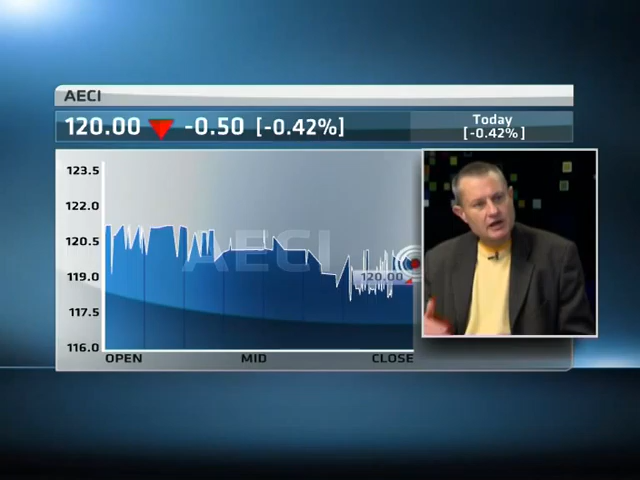 AECI
120.00 -0.50 [-0.42%]
Today
[-0.42%]
123.5
122.0
120.5
119.0
117.5
116.0
AECI
120.00
OPEN MID CLOSE